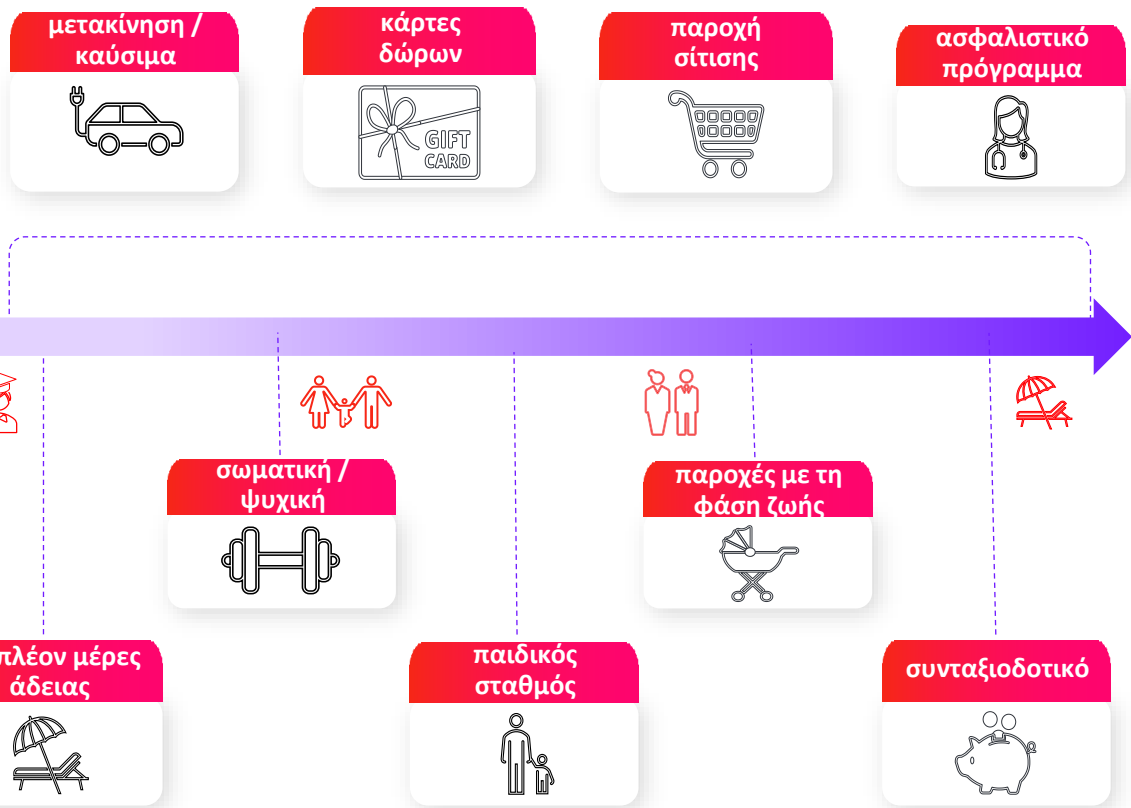 μετακίνηση /
καύσιμα
κάρτες
δώρων
παροχή
σίτισης
ασφαλιστικό
πρόγραμμα
GIFT
CARD
σωματική /
ψυχική
παροχές με τη
φάση ζωής
πλέον μέρες
άδειας
παιδικός
σταθμός
συνταξιοδοτικό